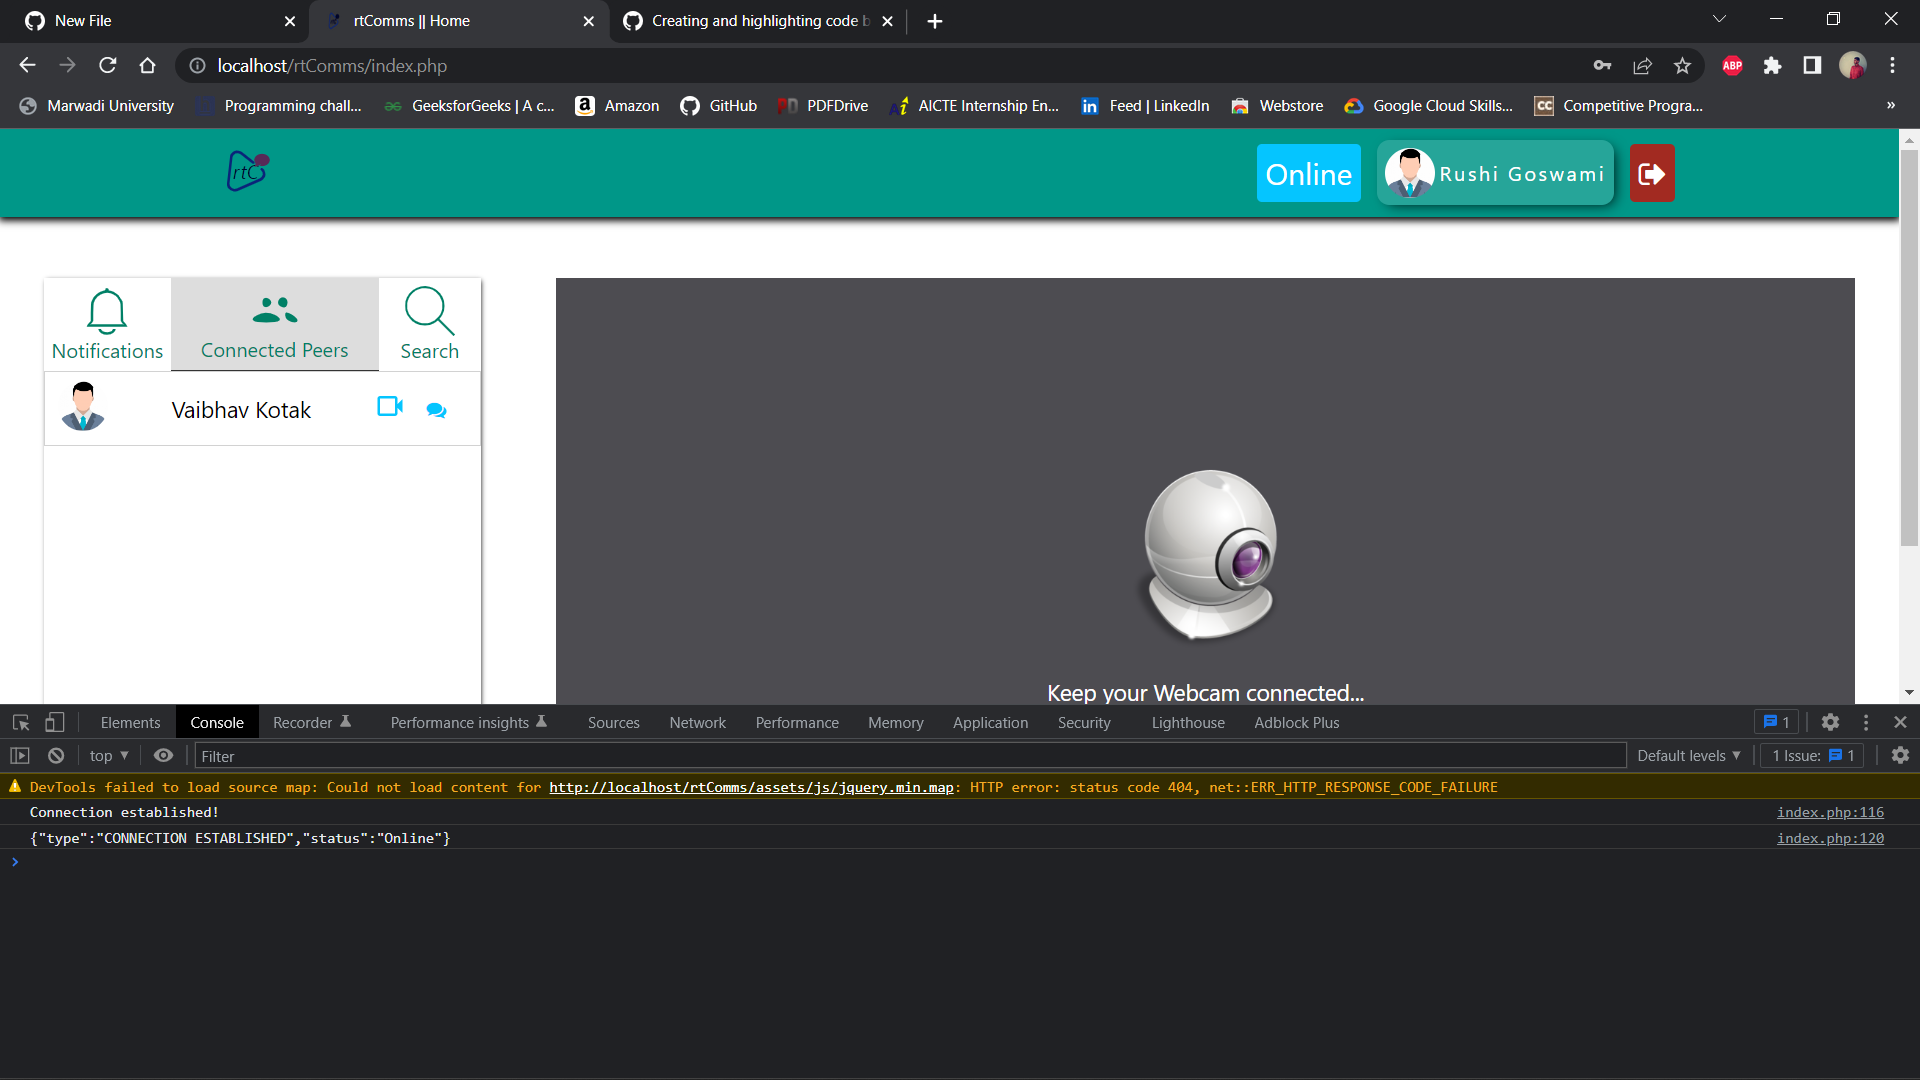 New File
rtComms || Home
Creating and highlighting code b
localhost/rtComms/index.php
ABP
Marwadi University
Programming chall...
GeeksforGeeks | A c...
Amazon
GitHub
PDFDrive
AICTE Internship En...
Feed | LinkedIn
Webstore
Google Cloud Skills...
CC
Competitive Progra...
»
rtC
Online
Rushi Goswami
Notifications
Connected Peers
Search
Vaibhav Kotak
Keep your Webcam connected...
Elements
Console
Recorder
Performance insights
Sources
Network
Performance
Memory
Application
Security
Lighthouse
Adblock Plus
1
top
Filter
Default levels
1 Issue: 1
DevTools failed to load source map: Could not load content for http://localhost/rtComms/assets/js/jquery.min.map: HTTP error: status code 404, net::ERR_HTTP_RESPONSE_CODE_FAILURE
Connection established! index.php:116
{"type":"CONNECTION ESTABLISHED","status":"Online"} index.php:120